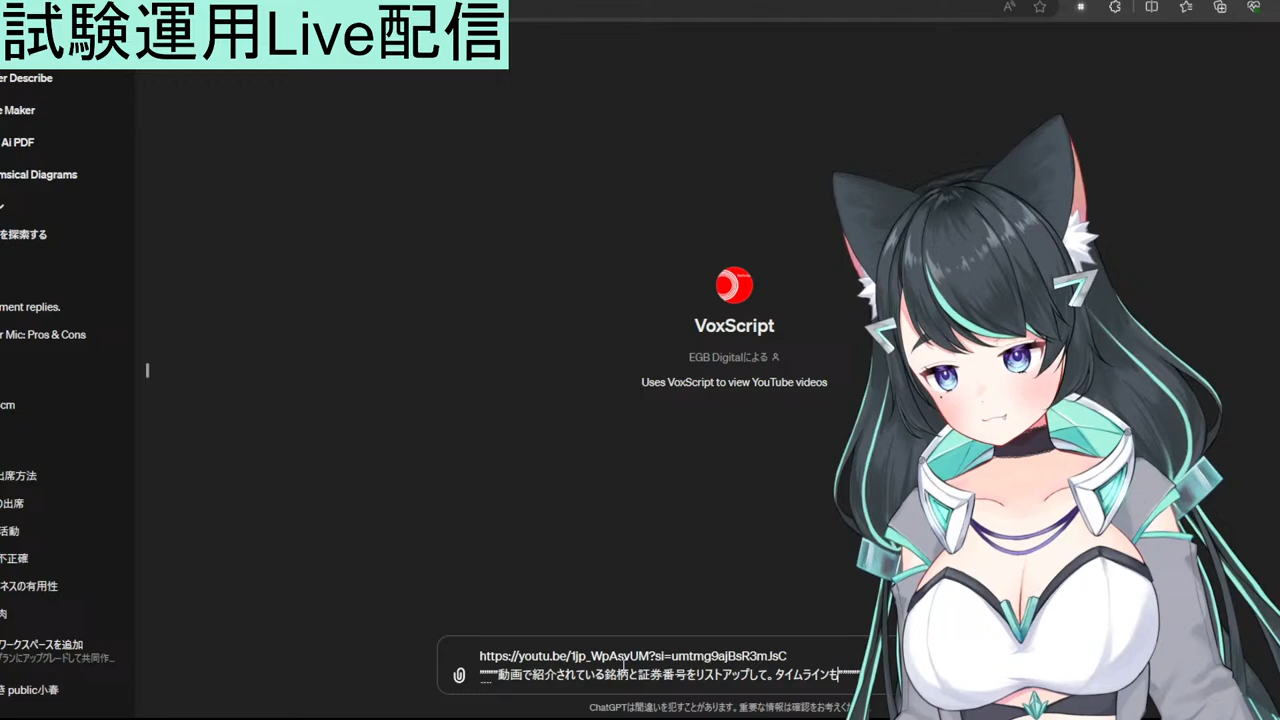 試験運用Live配信
er Describe
e Maker
Ai PDF
msical Diagrams
を探索する
ment replies.
r Mic: Pros & Cons
cm
出席方法
の出席
活動
不正確
ネスの有用性
肉
ワークスペースを追加
プランにアップグレードして共同作...
き public小春
VoxScript
EGB Digitalによる
Uses VoxScript to view YouTube videos
https://youtu.be/1jp_WpAsyUM?si=umtmg9ajBsR3mJsC
"""""動画で紹介されている銘柄と証券番号をリストアップして。タイムラインも"""""
ChatGPTは間違いを犯すことがあります。重要な情報は確認をお考えく